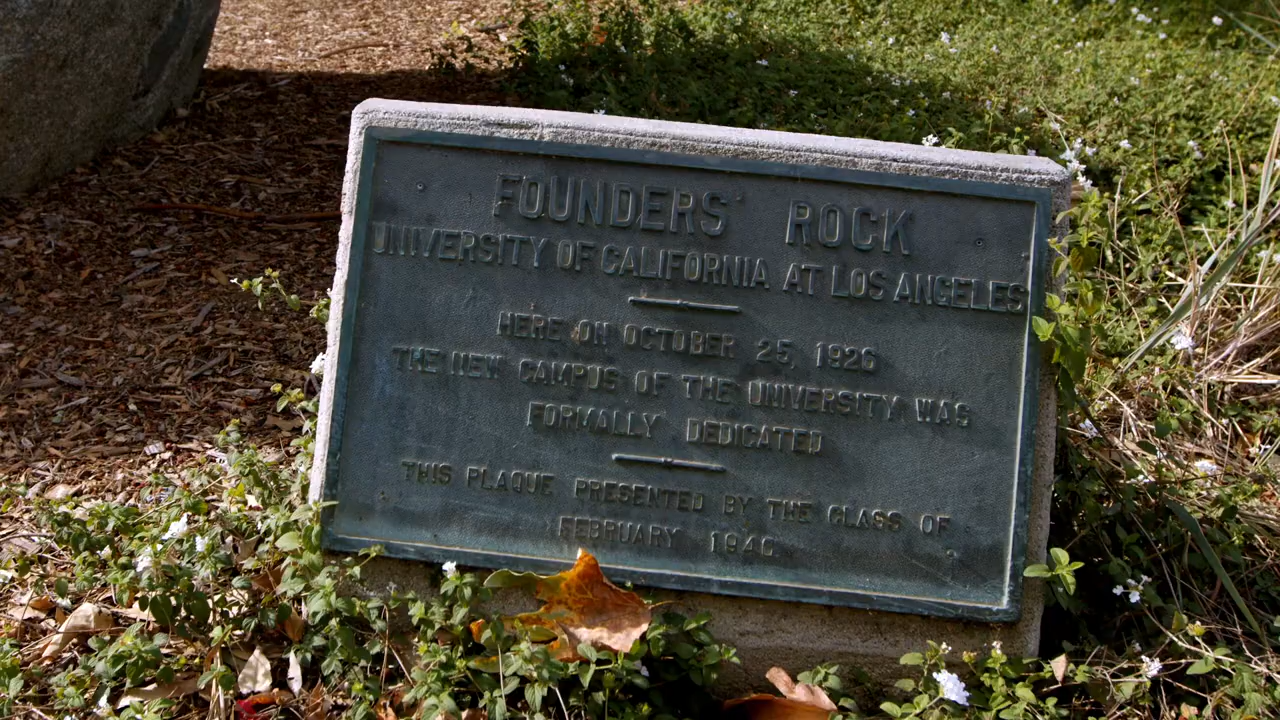 FOUNDERS' ROCK
UNIVERSITY OF CALIFORNIA AT LOS ANGELES
HERE ON OCTOBER 25, 1926
THE NEW CAMPUS OF THE UNIVERSITY WAS
FORMALLY DEDICATED
THIS PLAQUE PRESENTED BY THE CLASS OF
FEBRUARY 1940